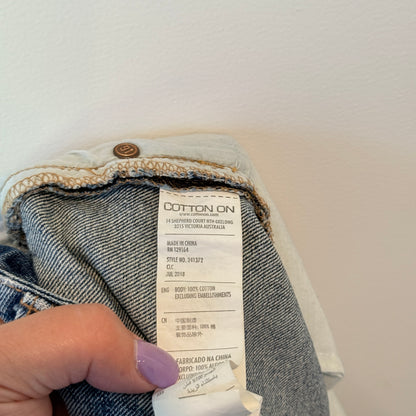 COTTON ON
www.cottonon.com
14 SHEPHERD COURT NTH GEELONG
3215 VICTORIA AUSTRALIA
MADE IN CHINA
RN 129164
STYLE NO. 341372
CLC
JUL 2018
ENG BODY: 100% COTTON
EXCLUDING EMBELLISHMENTS
CN 中国制造
主要面料: 100% 棉
装饰品除外
FABRICADO NA CHINA
CORPO: 100%